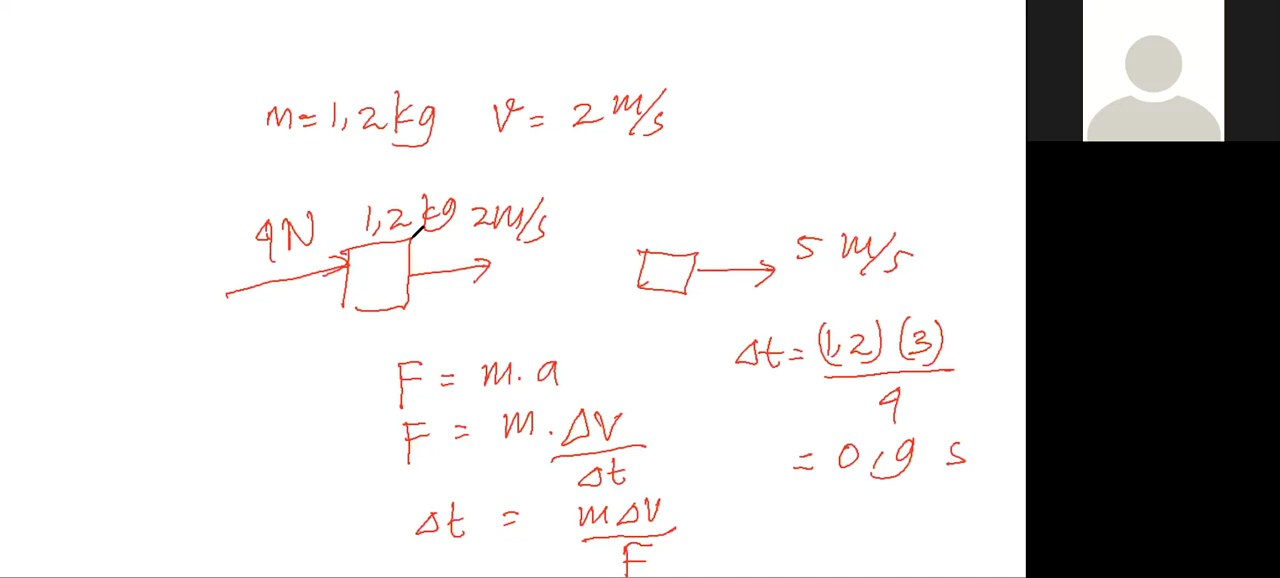 m = 1,2 kg v = 2 m/s
4N 1,2 kg 2 m/s
5 m/s
F = m . a
F = m . ΔV / Δt
Δt = mΔV / F
Δt = (1,2) (3) / 4
= 0,9 s